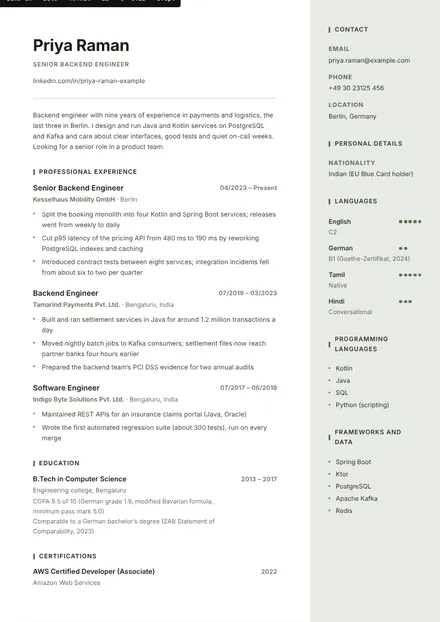 Priya Raman
SENIOR BACKEND ENGINEER
linkedin.com/in/priya-raman-example
Backend engineer with nine years of experience in payments and logistics, the
last three in Berlin. I design and run Java and Kotlin services on PostgreSQL
and Kafka and care about clear interfaces, good tests and quiet on-call weeks.
Looking for a senior role in a product team.
PROFESSIONAL EXPERIENCE
Senior Backend Engineer 04/2023 – Present
Kesselhaus Mobility GmbH · Berlin
• Split the booking monolith into four Kotlin and Spring Boot services; releases
went from weekly to daily
• Cut p95 latency of the pricing API from 480 ms to 190 ms by reworking
PostgreSQL indexes and caching
• Introduced contract tests between eight services; integration incidents fell
from about six to two per quarter
Backend Engineer 07/2019 – 03/2023
Tamarind Payments Pvt. Ltd. · Bengaluru, India
• Built and ran settlement services in Java for around 1.2 million transactions a
day
• Moved nightly batch jobs to Kafka consumers; settlement files now reach
partner banks four hours earlier
• Prepared the backend team's PCI DSS evidence for two annual audits
Software Engineer 07/2017 – 06/2019
Indigo Byte Solutions Pvt. Ltd. · Bengaluru, India
• Maintained REST APIs for an insurance claims portal (Java, Oracle)
• Wrote the first automated regression suite (about 300 tests), run on every
merge
EDUCATION
B.Tech in Computer Science 2013 – 2017
Engineering college, Bengaluru
CGPA 8.5 of 10 (German grade 1.9, modified Bavarian formula,
minimum pass mark 5.0)
Comparable to a German bachelor's degree (ZAB Statement of
Comparability, 2023)
CERTIFICATIONS
AWS Certified Developer (Associate) 2022
Amazon Web Services
CONTACT
EMAIL
priya.raman@example.com
PHONE
+49 30 23125 456
LOCATION
Berlin, Germany
PERSONAL DETAILS
NATIONALITY
Indian (EU Blue Card holder)
LANGUAGES
English
C2
German
B1 (Goethe-Zertifikat, 2024)
Tamil
Native
Hindi
Conversational
PROGRAMMING
LANGUAGES
• Kotlin
• Java
• SQL
• Python (scripting)
FRAMEWORKS AND
DATA
• Spring Boot
• Ktor
• PostgreSQL
• Apache Kafka
• Redis